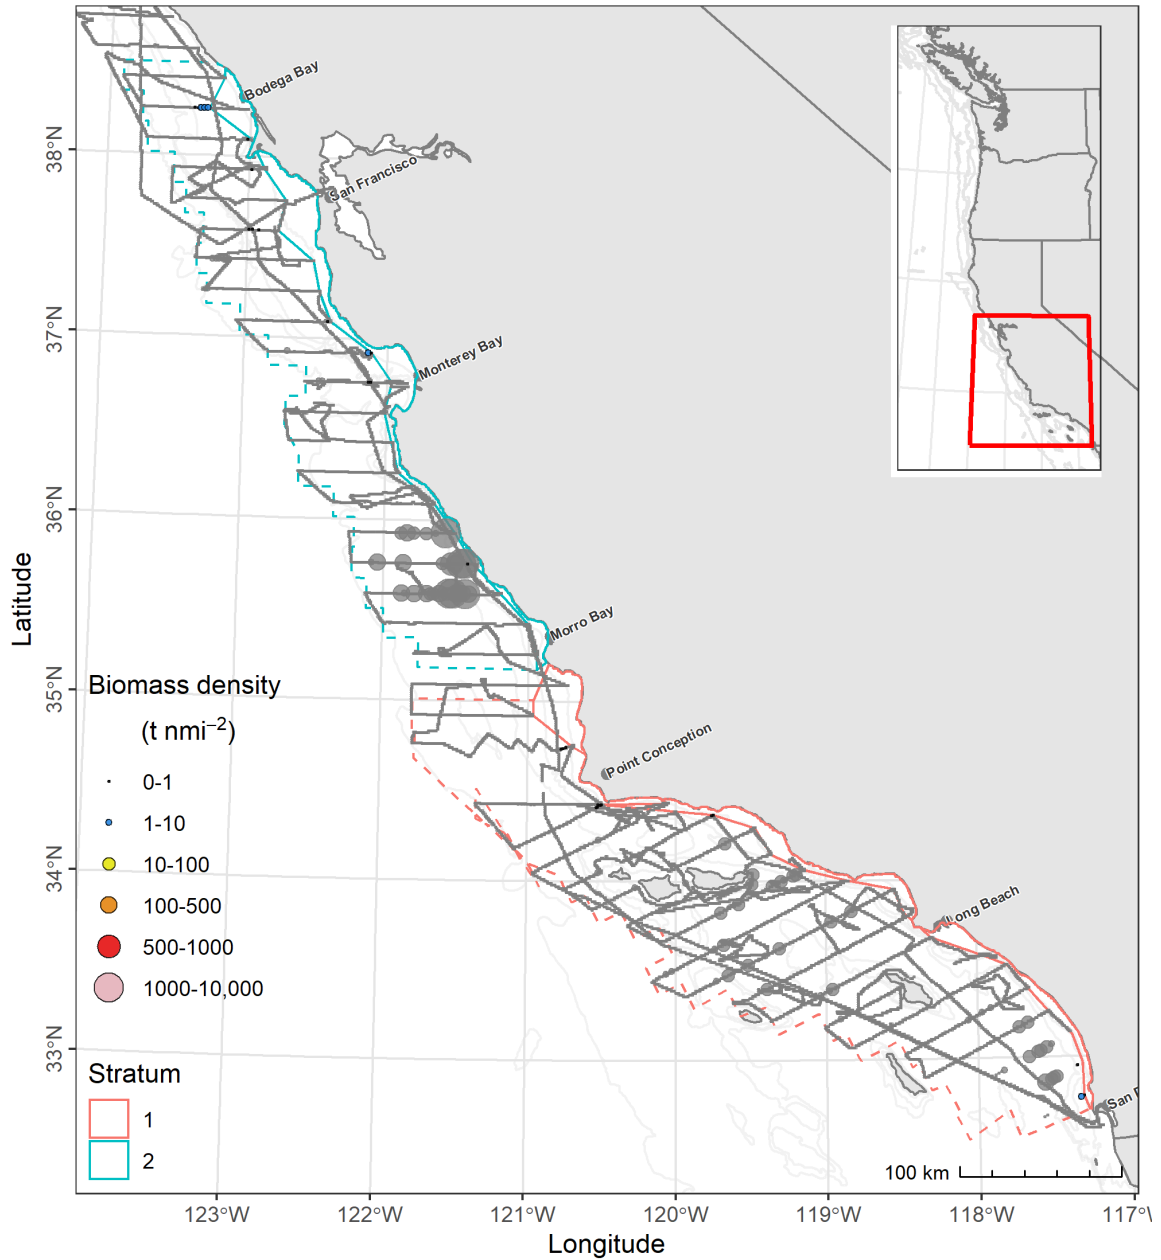 Bodega Bay
38°N
San Francisco
37°N
Monterey Bay
36°N
Latitude
Morro Bay
35°N
Biomass density
(t nmi−2)
Point Conception
0-1
1-10
10-100
34°N
100-500
Long Beach
500-1000
1000-10,000
33°N
Stratum
San
1
2
100 km
123°W
122°W
121°W
120°W
119°W
118°W
117°W
Longitude